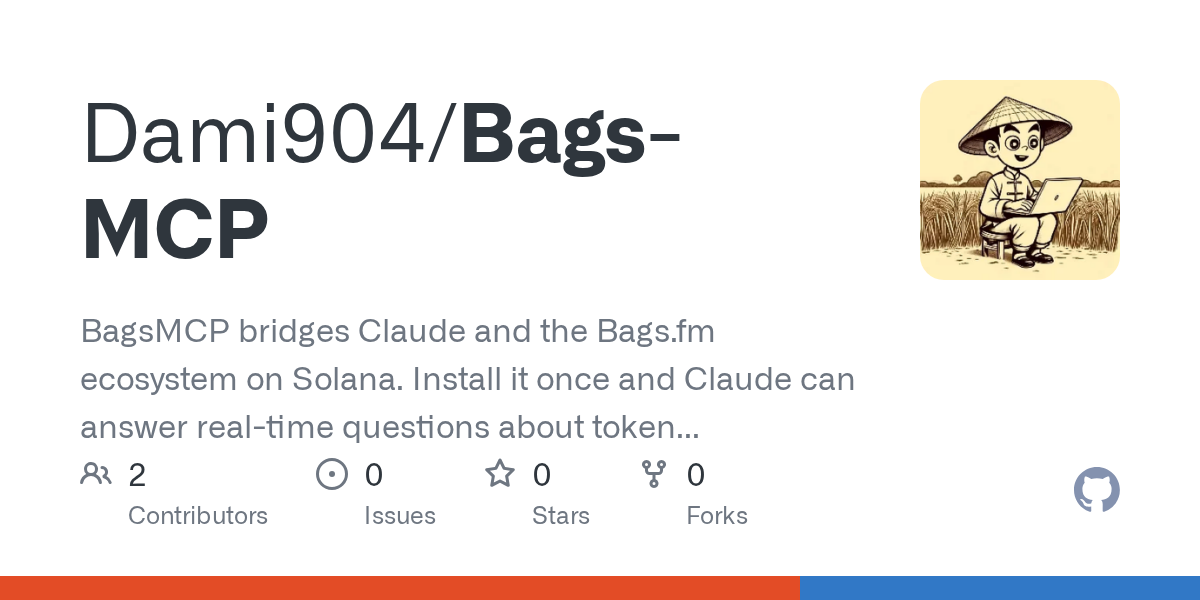 Dami904/Bags-
MCP
BagsMCP bridges Claude and the Bags.fm
ecosystem on Solana. Install it once and Claude can
answer real-time questions about token...
2 0 0 0
Contributors Issues Stars Forks